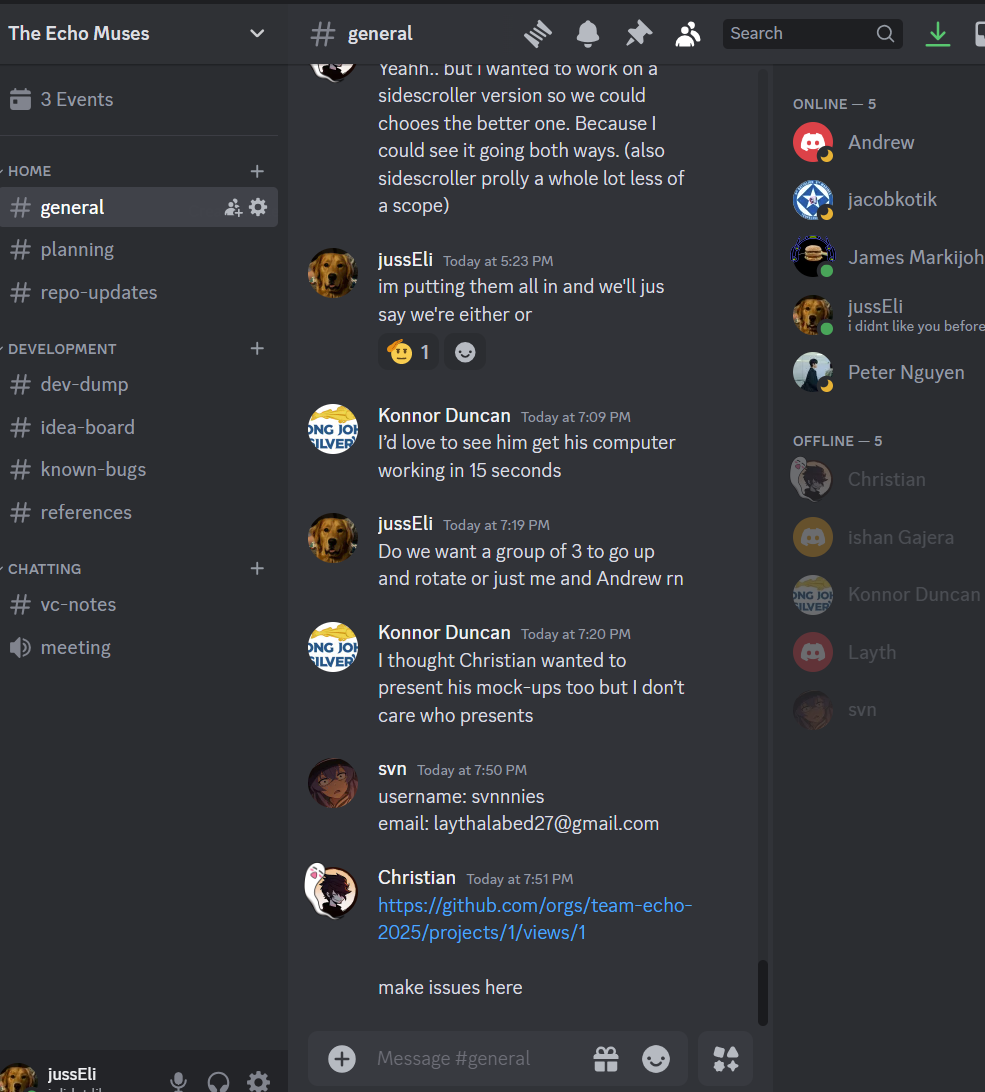 The Echo Muses
3 Events
HOME
general
planning
repo-updates
DEVELOPMENT
dev-dump
idea-board
known-bugs
references
CHATTING
vc-notes
meeting
jussEli
general
Search
Yeahh.. but i wanted to work on a
sidescroller version so we could
chooes the better one. Because I
could see it going both ways. (also
sidescroller prolly a whole lot less of
a scope)
jussEli Today at 5:23 PM
im putting them all in and we'll jus
say we're either or
1
Konnor Duncan Today at 7:09 PM
I'd love to see him get his computer
working in 15 seconds
jussEli Today at 7:19 PM
Do we want a group of 3 to go up
and rotate or just me and Andrew rn
Konnor Duncan Today at 7:20 PM
I thought Christian wanted to
present his mock-ups too but I don't
care who presents
svn Today at 7:50 PM
username: svnnnies
email: laythalabed27@gmail.com
Christian Today at 7:51 PM
https://github.com/orgs/team-echo-
2025/projects/1/views/1
make issues here
Message #general
ONLINE — 5
Andrew
jacobkotik
James Markijoh
jussEli
i didnt like you before
Peter Nguyen
OFFLINE — 5
Christian
ishan Gajera
Konnor Duncan
Layth
svn